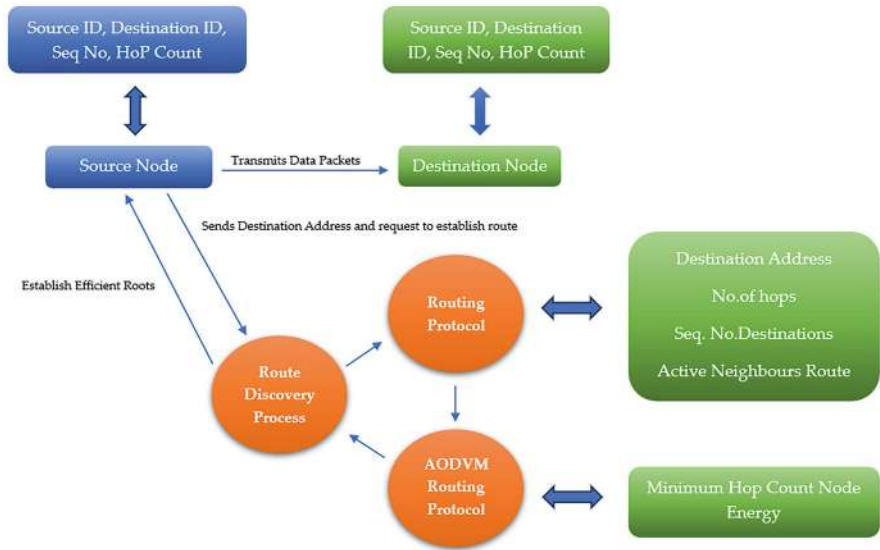 Source ID, Destination ID,
Seq No, HoP Count
Source ID, Destination
ID, Seq No, HoP Count
Source Node
Transmits Data Packets
Destination Node
Sends Destination Address and request to establish route
Establish Efficient Roots
Routing
Protocol
Destination Address
No.of hops
Seq. No.Destinations
Active Neighbours Route
Route
Discovery
Process
AODVM
Routing
Protocol
Minimum Hop Count Node
Energy